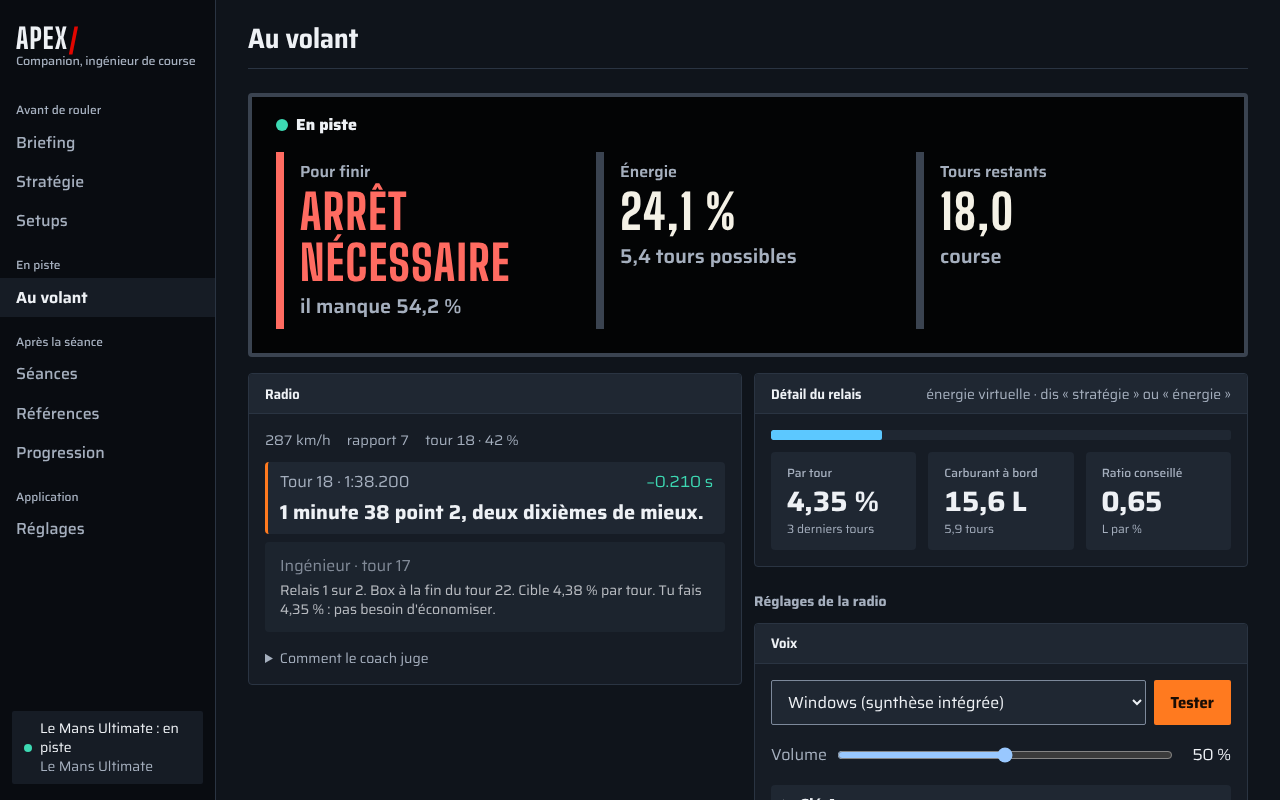 APEX/
Companion, ingénieur de course
Avant de rouler
Briefing
Stratégie
Setups
En piste
Au volant
Après la séance
Séances
Références
Progression
Application
Réglages
Le Mans Ultimate : en
piste
Le Mans Ultimate
Au volant
En piste
Pour finir
ARRÊT
NÉCESSAIRE
il manque 54,2 %
Énergie
24,1 %
5,4 tours possibles
Tours restants
18,0
course
Radio
287 km/h rapport 7 tour 18 · 42 %
Tour 18 · 1:38.200 −0.210 s
1 minute 38 point 2, deux dixièmes de mieux.
Ingénieur · tour 17
Relais 1 sur 2. Box à la fin du tour 22. Cible 4,38 % par tour. Tu fais
4,35 % : pas besoin d'économiser.
Comment le coach juge
Détail du relais énergie virtuelle · dis « stratégie » ou « énergie »
Par tour
4,35 %
3 derniers tours
Carburant à bord
15,6 L
5,9 tours
Ratio conseillé
0,65
L par %
Réglages de la radio
Voix
Windows (synthèse intégrée) Tester
Volume 50 %